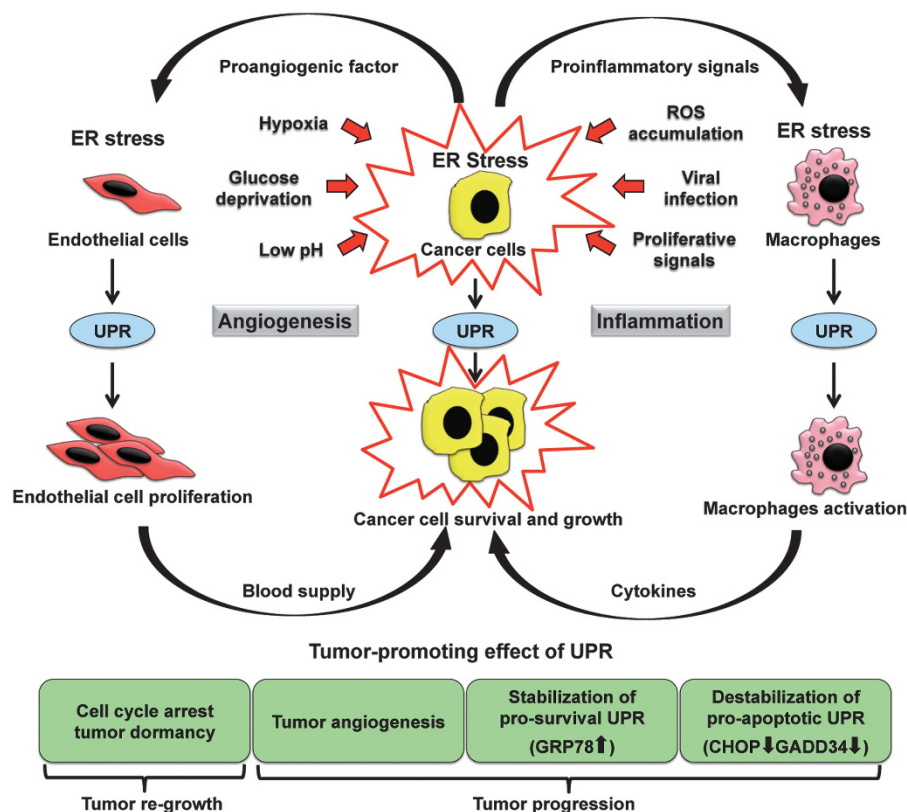 Proangiogenic factor
Proinflammatory signals
ER stress
Hypoxia
Glucose
deprivation
Low pH
ER Stress
Cancer cells
ROS
accumulation
Viral
infection
Proliferative
signals
ER stress
Endothelial cells
Macrophages
UPR
Angiogenesis
UPR
Inflammation
UPR
Endothelial cell proliferation
Cancer cell survival and growth
Macrophages activation
Blood supply
Cytokines
Tumor-promoting effect of UPR
Cell cycle arrest
tumor dormancy
Tumor angiogenesis
Stabilization of
pro-survival UPR
(GRP78⬆)
Destabilization of
pro-apoptotic UPR
(CHOP⬇GADD34⬇)
Tumor re-growth
Tumor progression